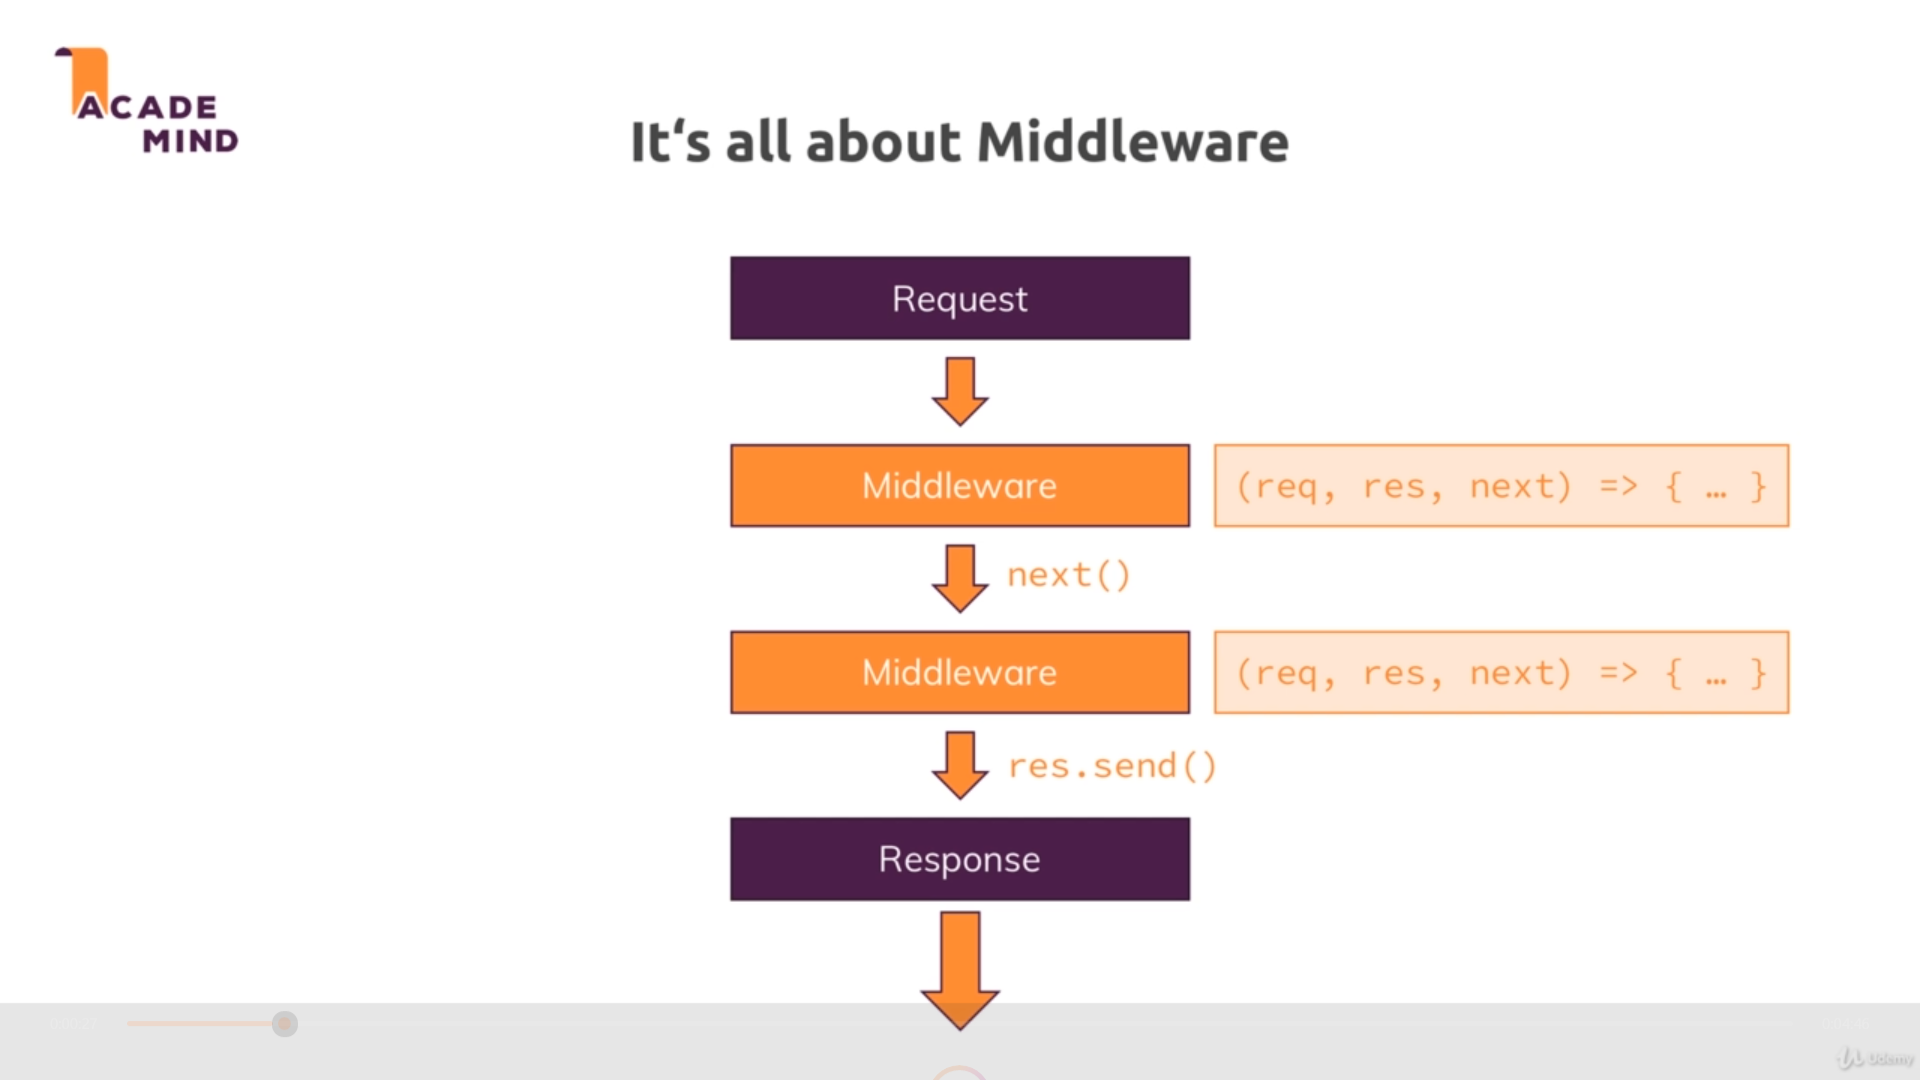 ACADE
MIND
It‘s all about Middleware
Request
Middleware
(req, res, next) => { … }
next()
Middleware
(req, res, next) => { … }
res.send()
Response
Udemy